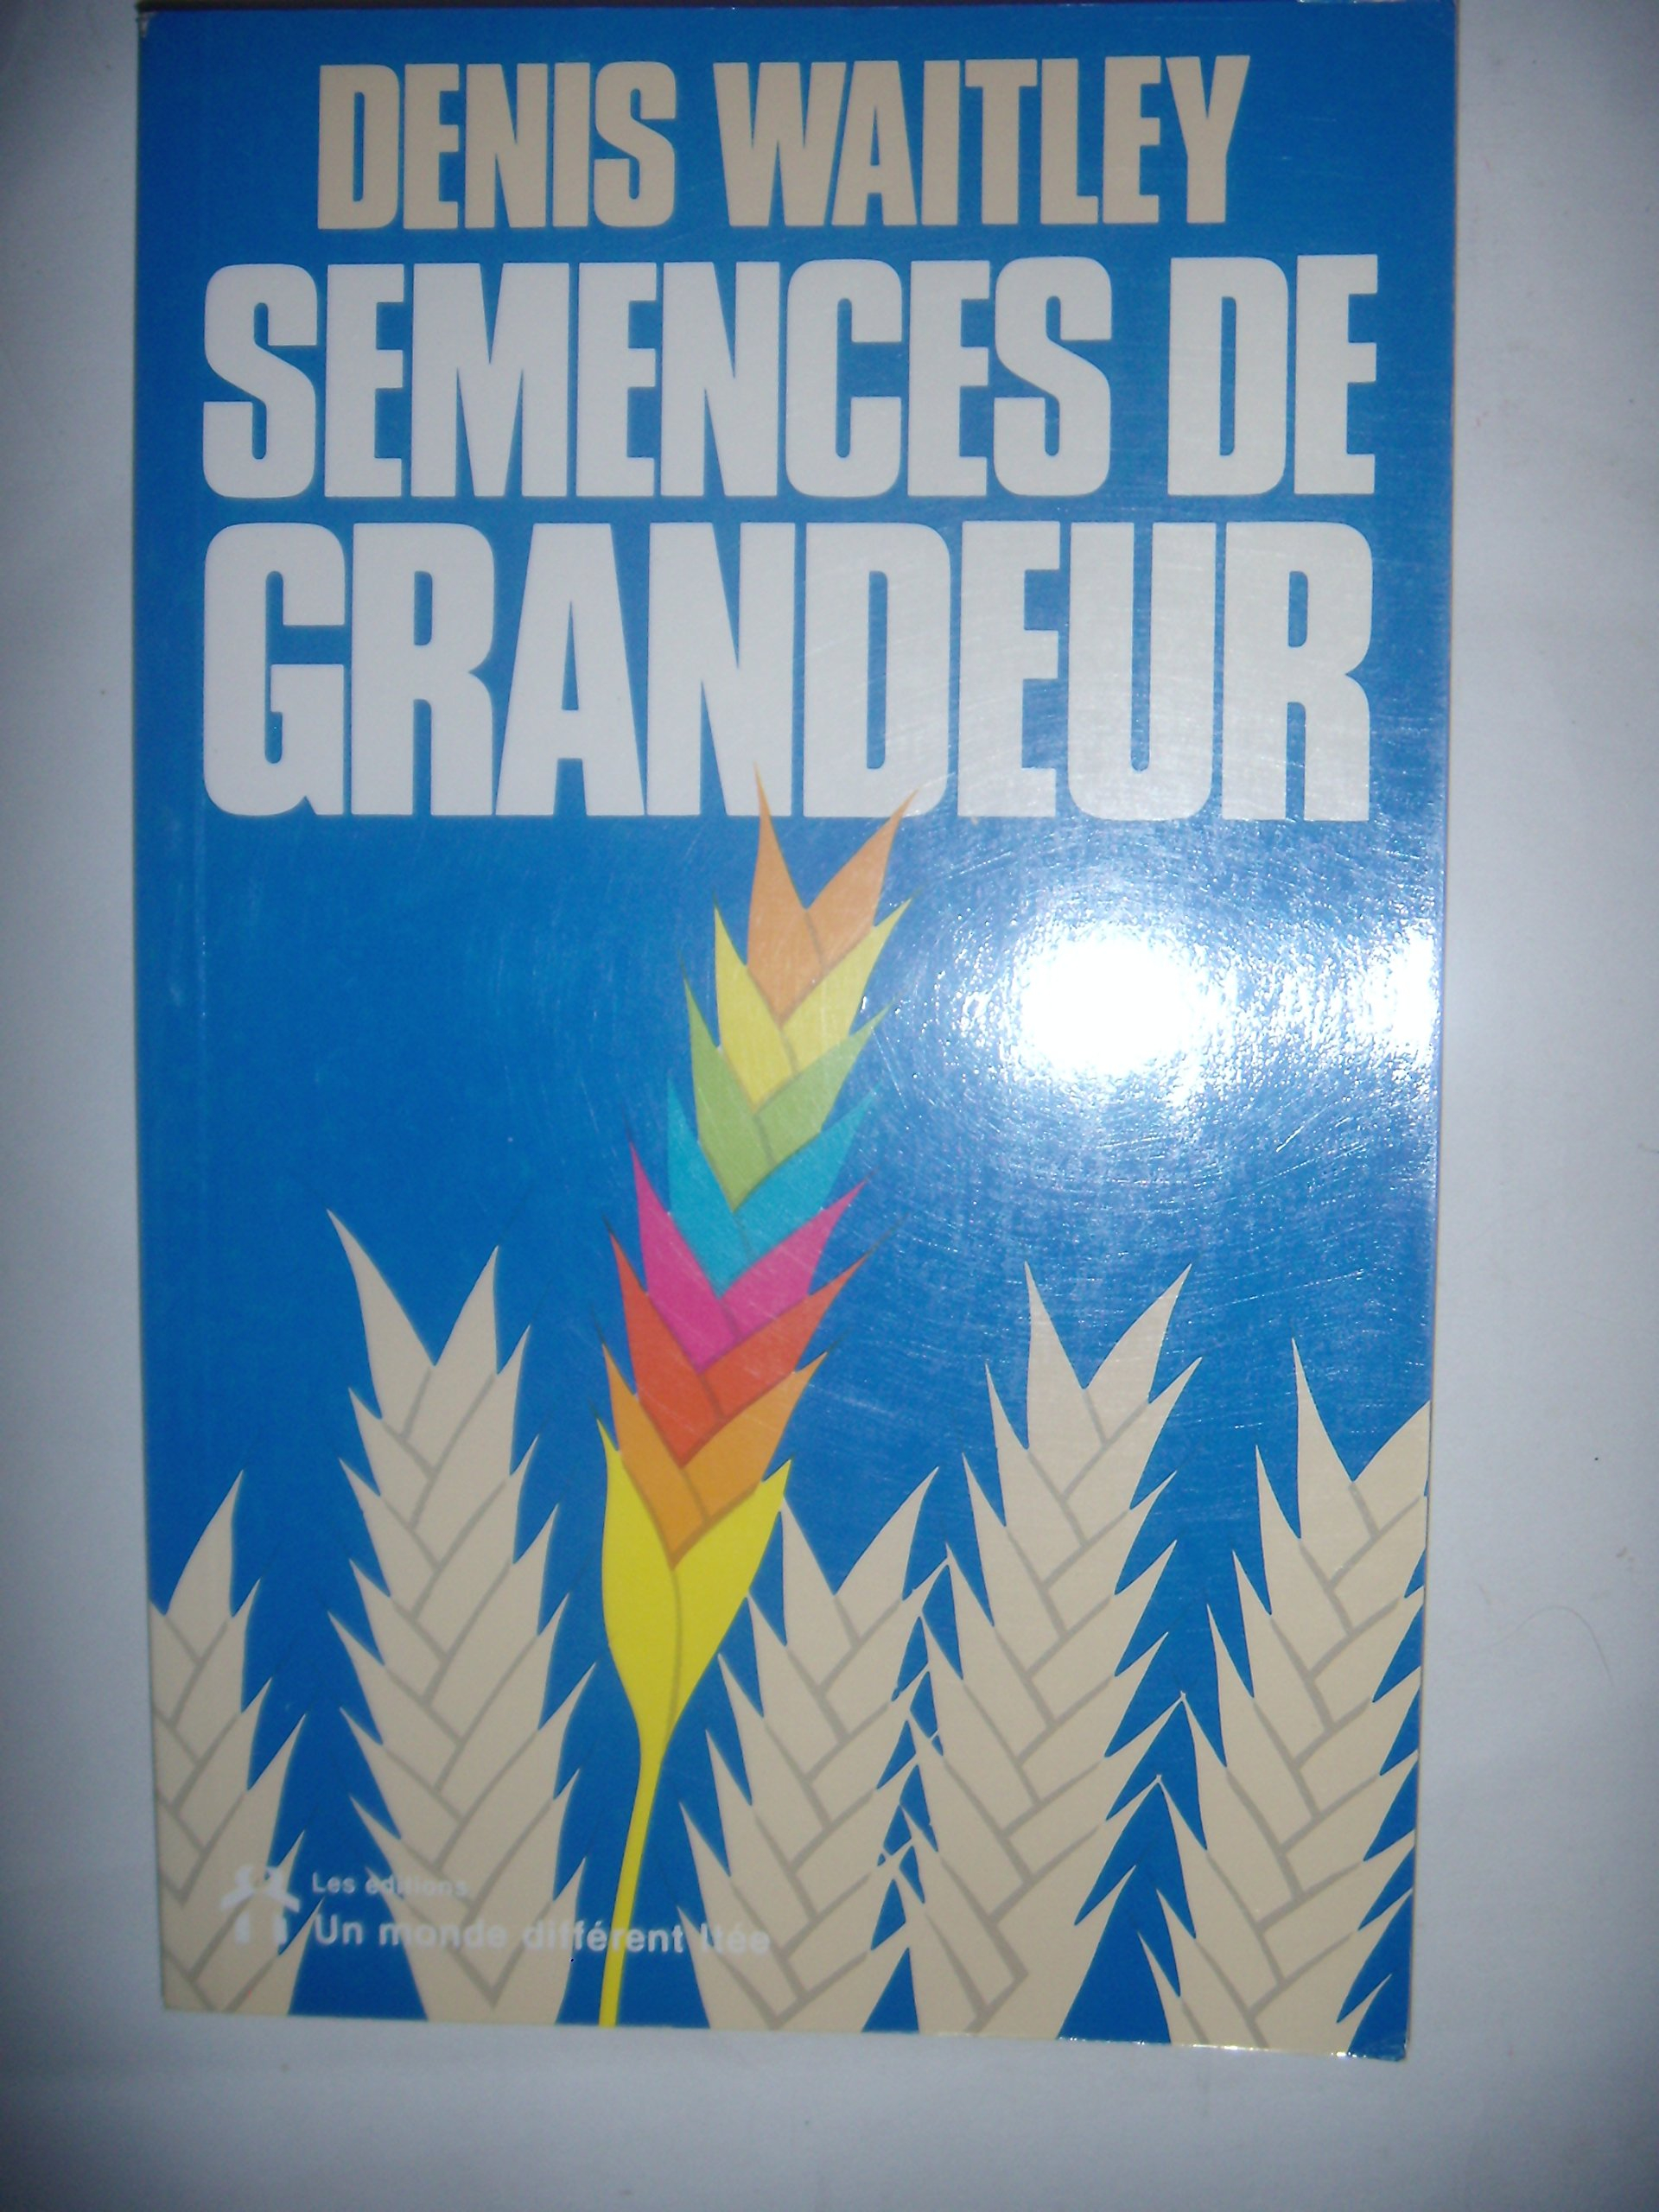 DENIS WAITLEY
SEMENCES DE
GRANDEUR
Les éditions
Un monde différent ltée